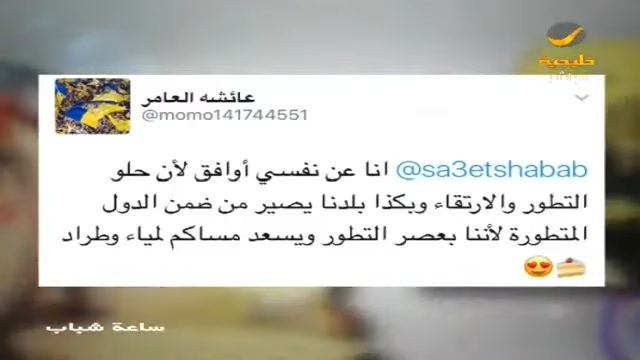 خليجية
عائشه العامر
@momo141744551
@sa3etshabab انا عن نفسي أوافق لأن حلو
التطور والارتقاء وبكذا بلدنا يصير من ضمن الدول
المتطورة لأننا بعصر التطور ويسعد مساكم لمياء وطراد
😍🍰
ساعة شباب